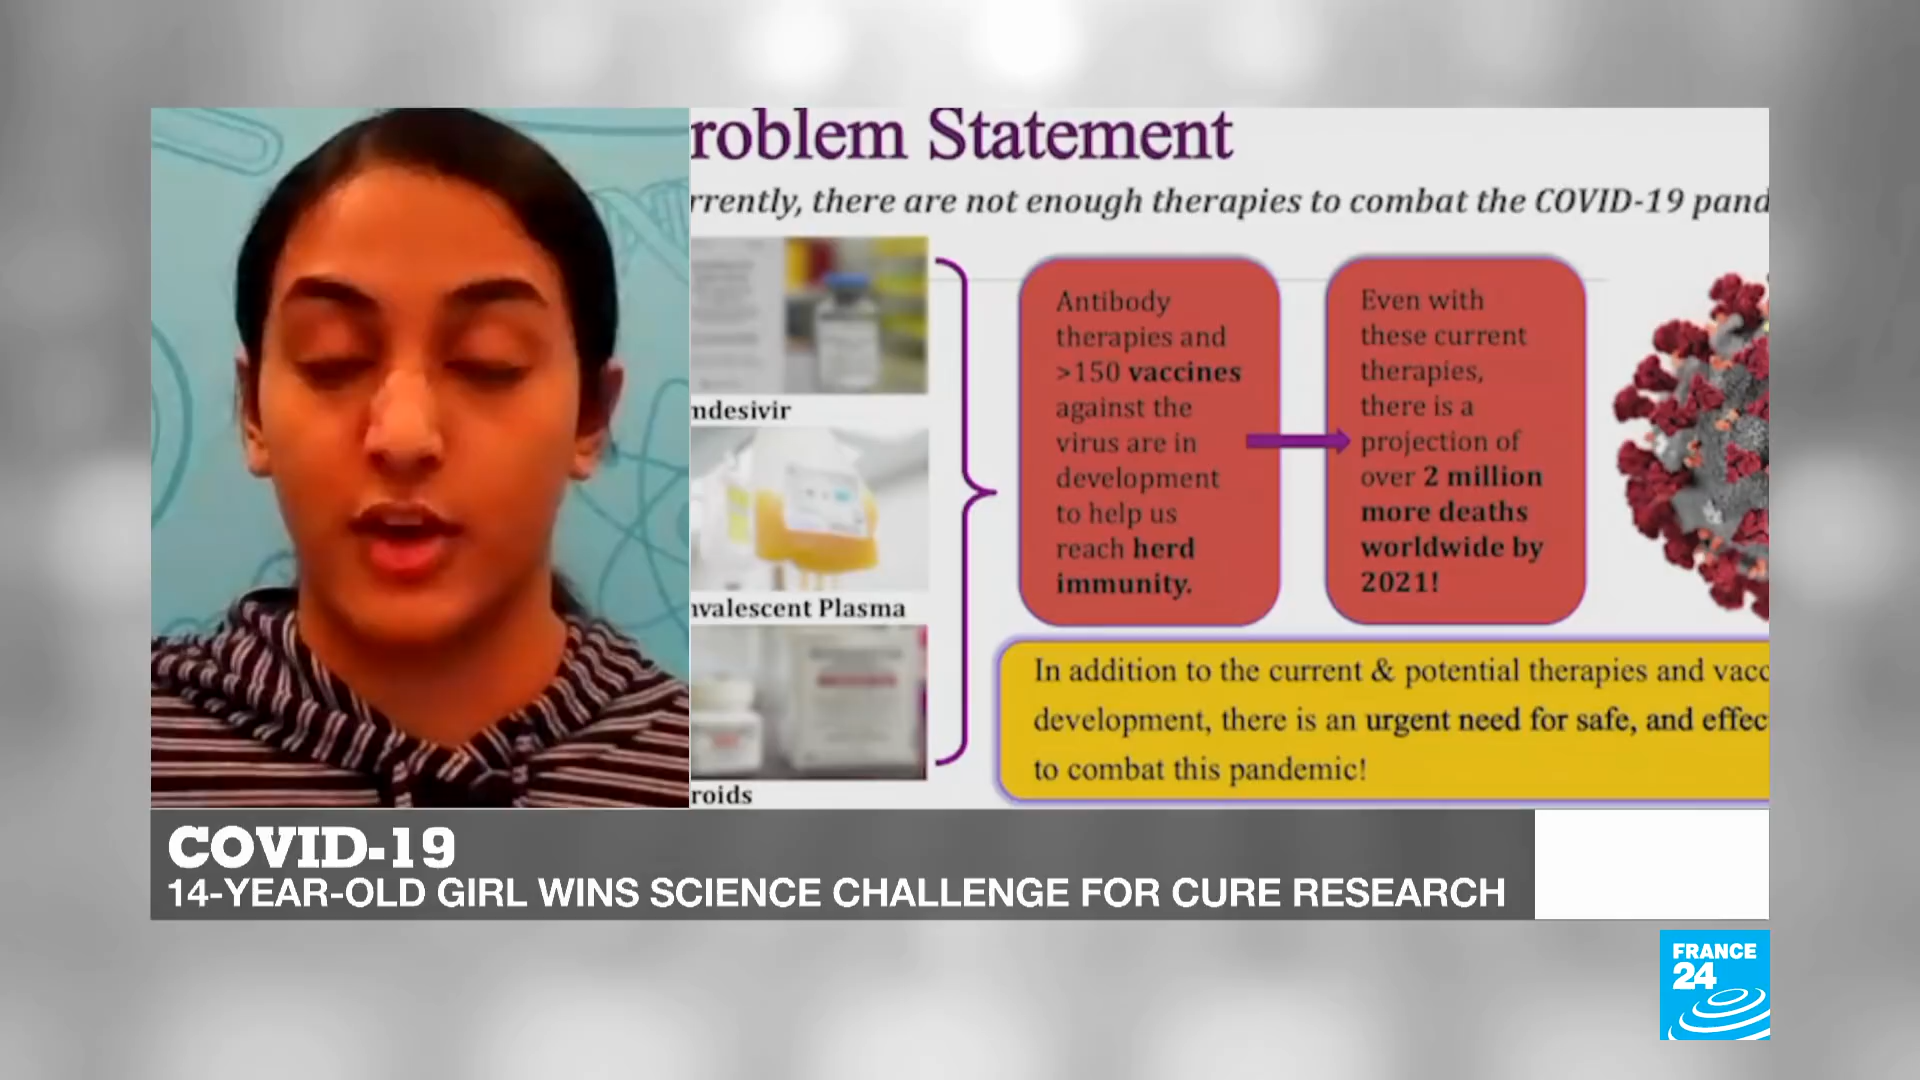 roblem Statement
rrently, there are not enough therapies to combat the COVID-19 pand
mdesivir
nvalescent Plasma
roids
Antibody
therapies and
>150 vaccines
against the
virus are in
development
to help us
reach herd
immunity.
Even with
these current
therapies,
there is a
projection of
over 2 million
more deaths
worldwide by
2021!
In addition to the current & potential therapies and vacc
development, there is an urgent need for safe, and effec
to combat this pandemic!
COVID-19
14-YEAR-OLD GIRL WINS SCIENCE CHALLENGE FOR CURE RESEARCH
FRANCE
24